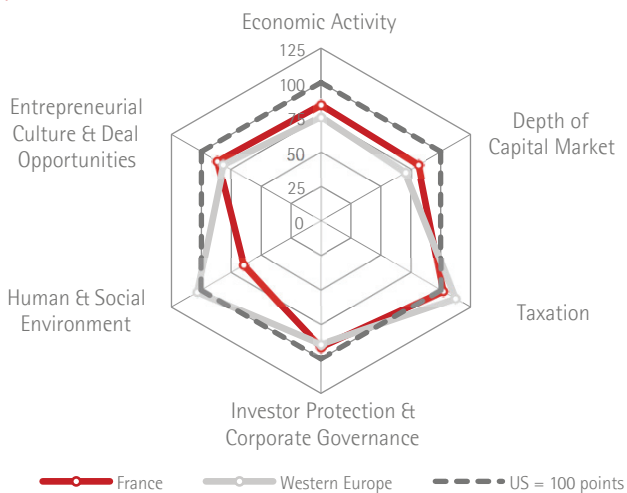 Economic Activity
125
100
75
50
25
0
Entrepreneurial
Culture & Deal
Opportunities
Depth of
Capital Market
Human & Social
Environment
Taxation
Investor Protection &
Corporate Governance
France
Western Europe
US = 100 points